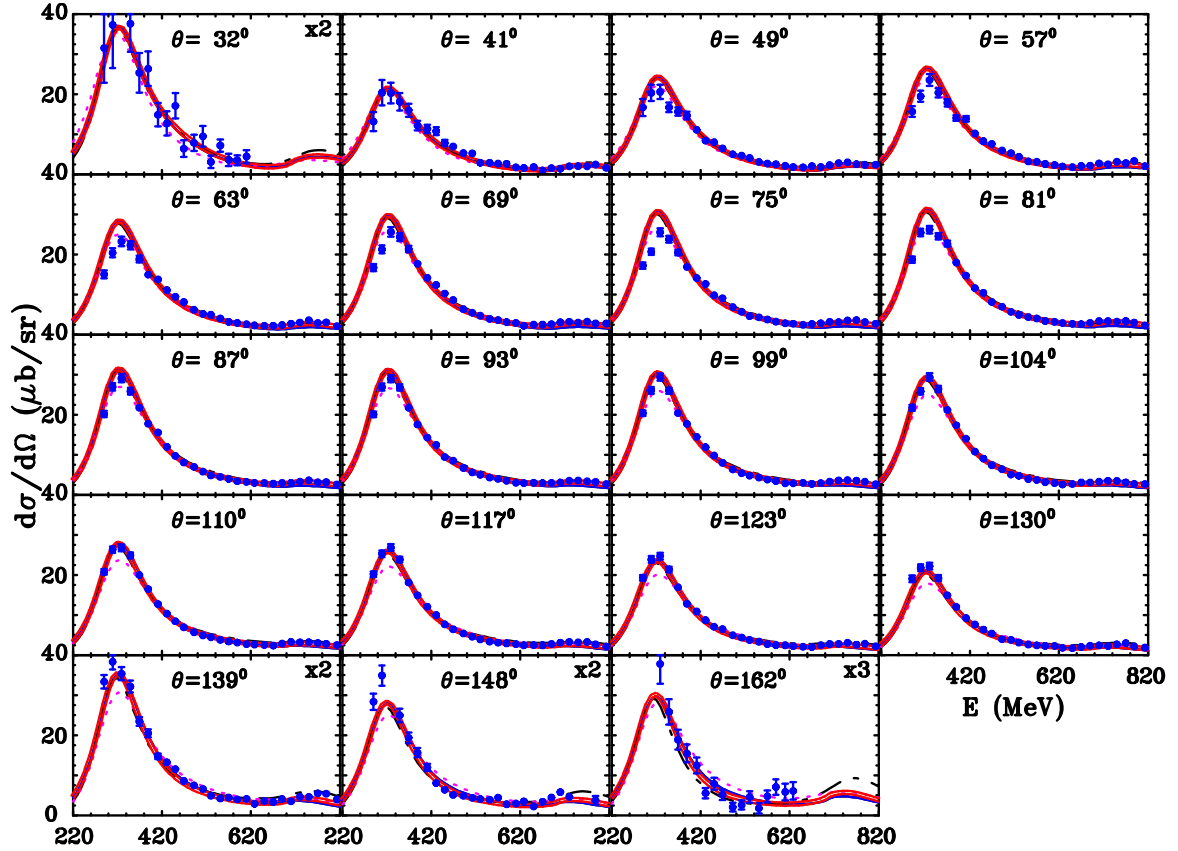 40 θ= 32⁰ x2 θ= 41⁰ θ= 49⁰ θ= 57⁰
20
40 θ= 63⁰ θ= 69⁰ θ= 75⁰ θ= 81⁰
20
40 θ= 87⁰ θ= 93⁰ θ= 99⁰ θ=104⁰
20
dσ/dΩ (μb/sr)
40 θ=110⁰ θ=117⁰ θ=123⁰ θ=130⁰
20
40 θ=139⁰ x2 θ=148⁰ x2 θ=162⁰ x3
20
0
420 620 820
E (MeV)
220 420 620 220 420 620 220 420 620 820